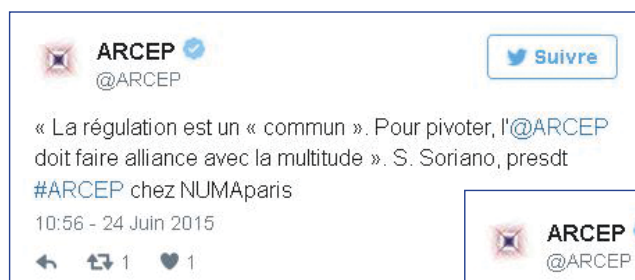 ARCEP
@ARCEP
Suivre
« La régulation est un « commun ». Pour pivoter, l'@ARCEP
doit faire alliance avec la multitude ». S. Soriano, presdt
#ARCEP chez NUMAparis
10:56 - 24 Juin 2015
1 1
ARCEP
@ARCEP